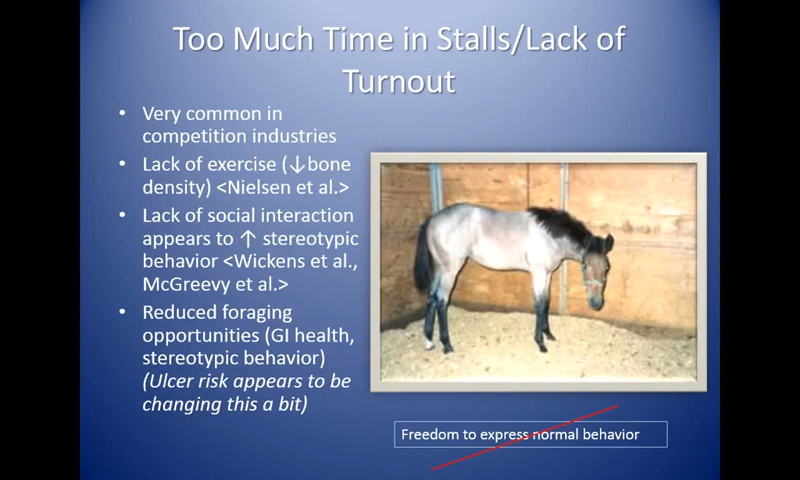 Too Much Time in Stalls/Lack of
Turnout
• Very common in
competition industries
• Lack of exercise (↓bone
density) <Nielsen et al.>
• Lack of social interaction
appears to ↑ stereotypic
behavior <Wickens et al.,
McGreevy et al.>
• Reduced foraging
opportunities (GI health,
stereotypic behavior)
(Ulcer risk appears to be
changing this a bit)
Freedom to express normal behavior